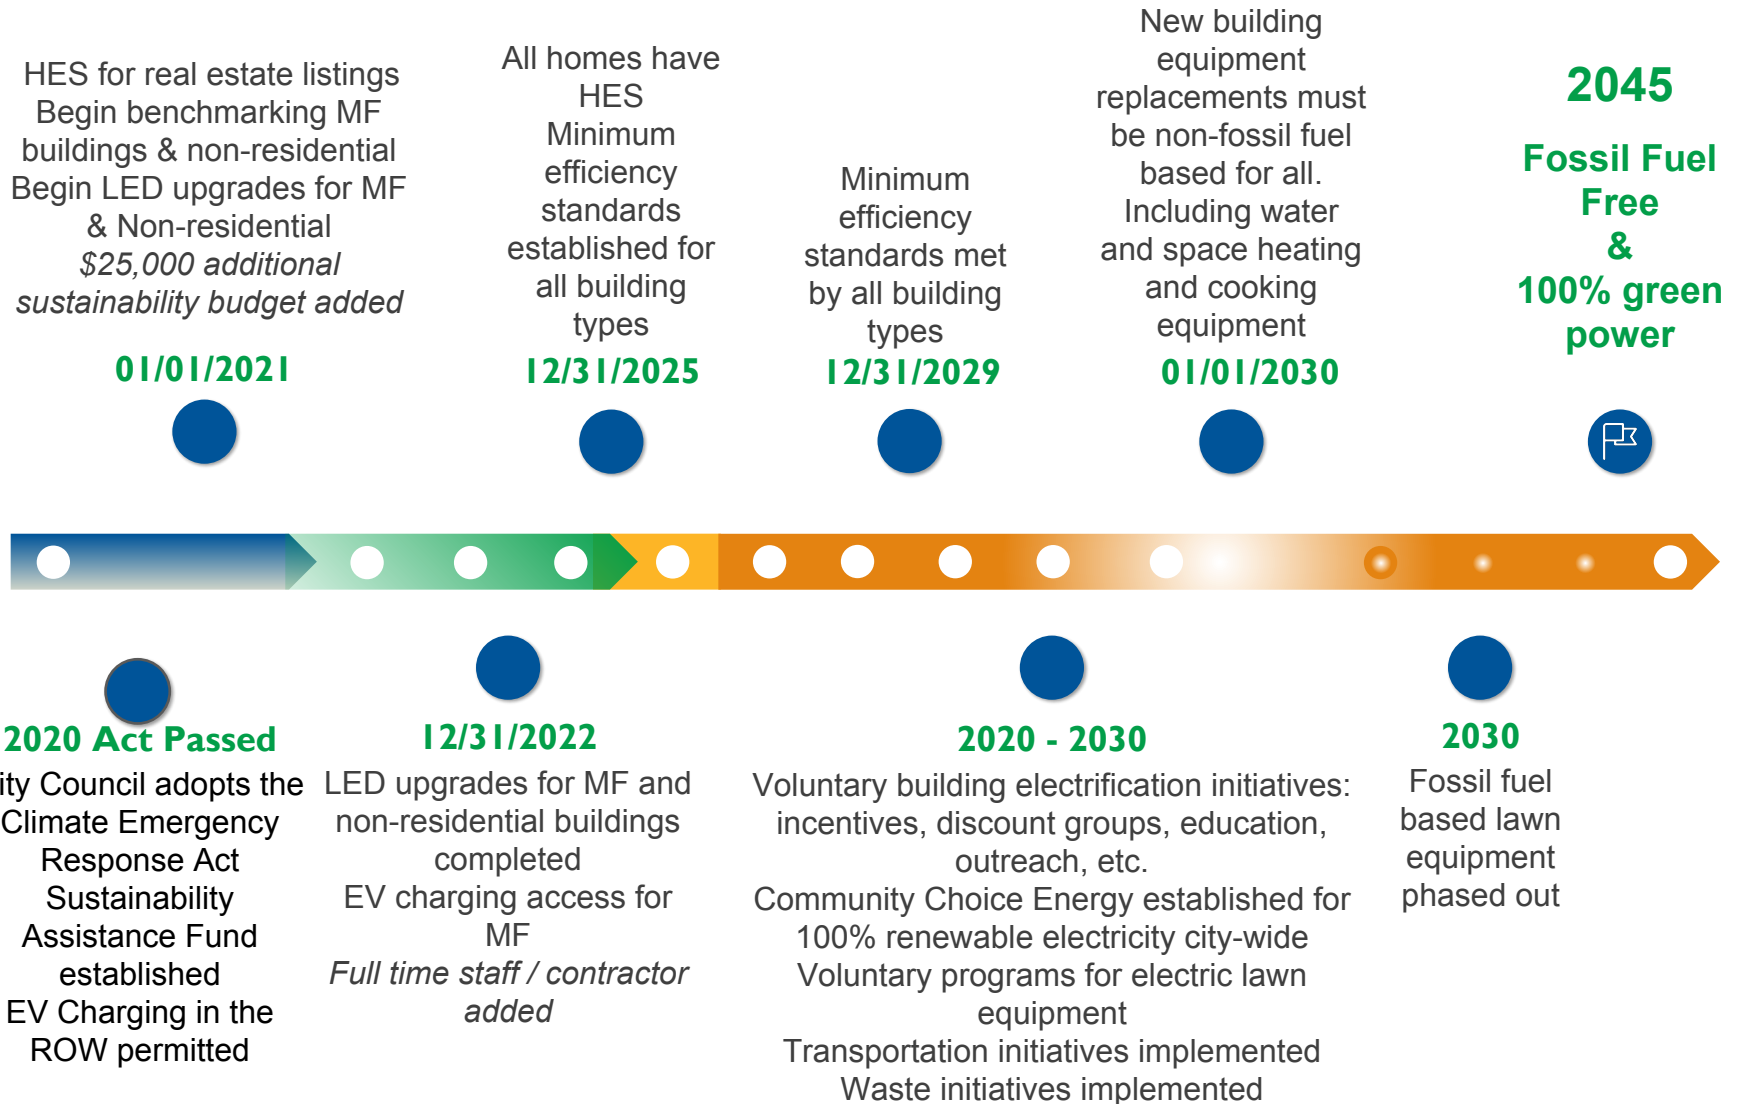 HES for real estate listings
Begin benchmarking MF
buildings & non-residential
Begin LED upgrades for MF
& Non-residential
$25,000 additional
sustainability budget added
01/01/2021
All homes have
HES
Minimum
efficiency
standards
established for
all building
types
12/31/2025
Minimum
efficiency
standards met
by all building
types
12/31/2029
New building
equipment
replacements must
be non-fossil fuel
based for all.
Including water
and space heating
and cooking
equipment
01/01/2030
2045
Fossil Fuel
Free
&
100% green
power
2020 Act Passed
ity Council adopts the
Climate Emergency
Response Act
Sustainability
Assistance Fund
established
EV Charging in the
ROW permitted
12/31/2022
LED upgrades for MF and
non-residential buildings
completed
EV charging access for
MF
Full time staff / contractor
added
2020 - 2030
Voluntary building electrification initiatives:
incentives, discount groups, education,
outreach, etc.
Community Choice Energy established for
100% renewable electricity city-wide
Voluntary programs for electric lawn
equipment
Transportation initiatives implemented
Waste initiatives implemented
2030
Fossil fuel
based lawn
equipment
phased out